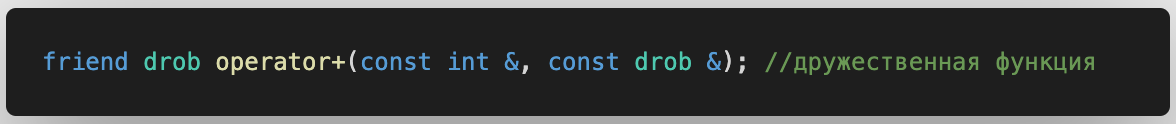 friend drob operator+(const int &, const drob &); //дружественная функция